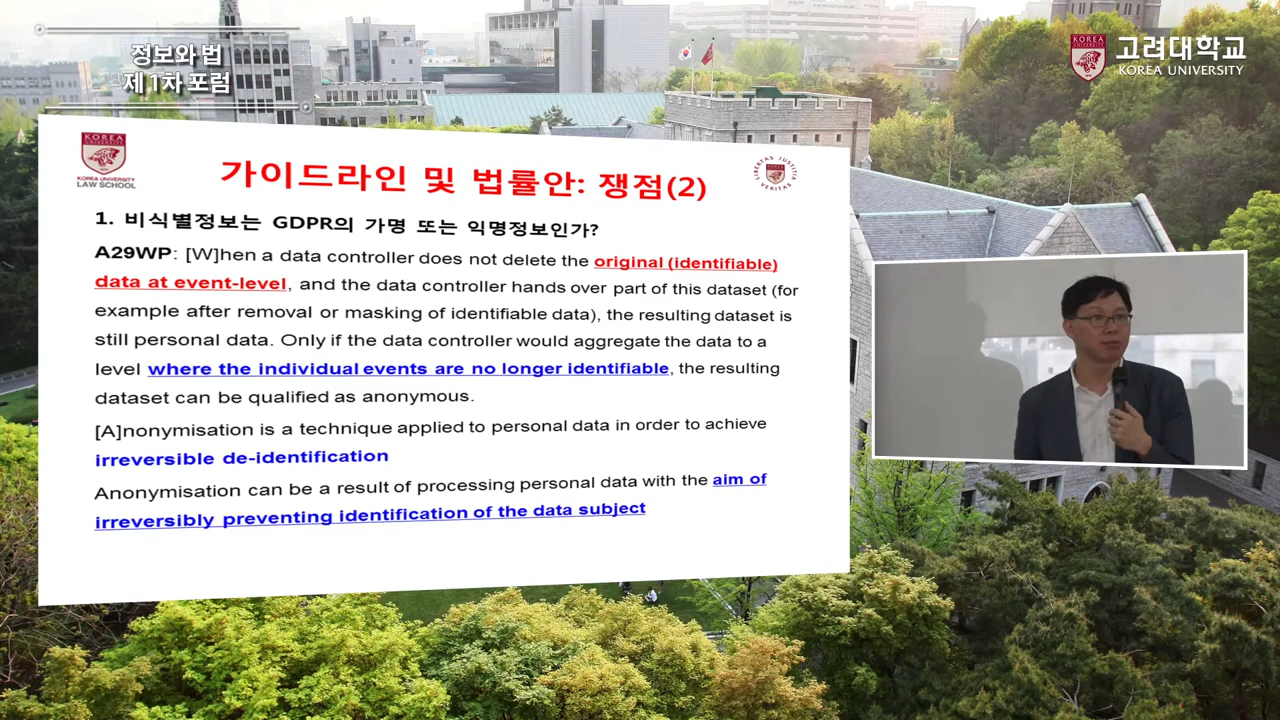 정보와 법
제 1차 포럼
KOREA
고려대학교
KOREA UNIVERSITY
KOREA
UNIVERSITY
KOREA UNIVERSITY
LAW SCHOOL
가이드라인 및 법률안: 쟁점(2)
LIBERTAS JUSTITIA VERITAS
1. 비식별정보는 GDPR의 가명 또는 익명정보인가?
A29WP: [W]hen a data controller does not delete the original (identifiable)
data at event-level, and the data controller hands over part of this dataset (for
example after removal or masking of identifiable data), the resulting dataset is
still personal data. Only if the data controller would aggregate the data to a
level where the individual events are no longer identifiable, the resulting
dataset can be qualified as anonymous.
[A]nonymisation is a technique applied to personal data in order to achieve
irreversible de-identification
Anonymisation can be a result of processing personal data with the aim of
irreversibly preventing identification of the data subject